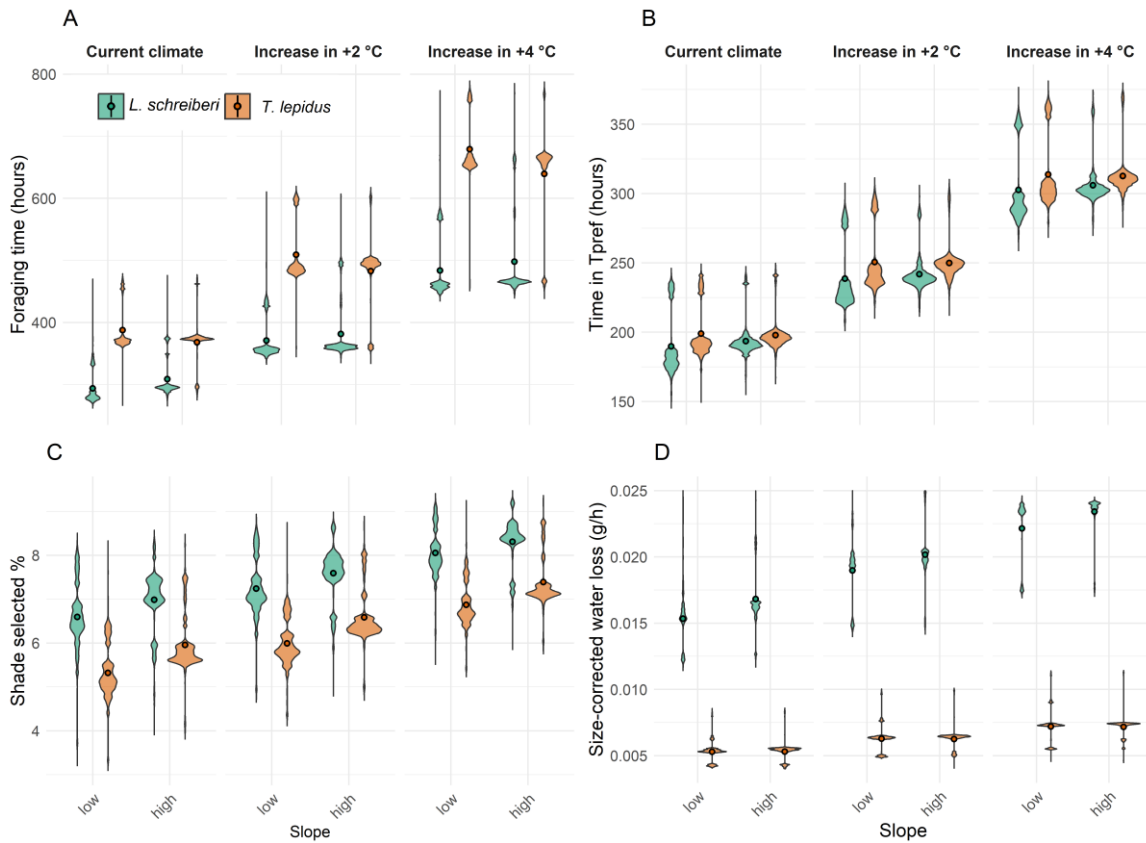 A
B
Current climate
Increase in +2 °C
Increase in +4 °C
Current climate
Increase in +2 °C
Increase in +4 °C
800
600
400
Foraging time (hours)
L. schreiberi
T. lepidus
350
300
250
200
150
Time in Tpref (hours)
C
D
8
6
4
Shade selected %
0.025
0.020
0.015
0.010
0.005
Size-corrected water loss (g/h)
low
high
low
high
low
high
Slope
low
high
low
high
low
high
Slope